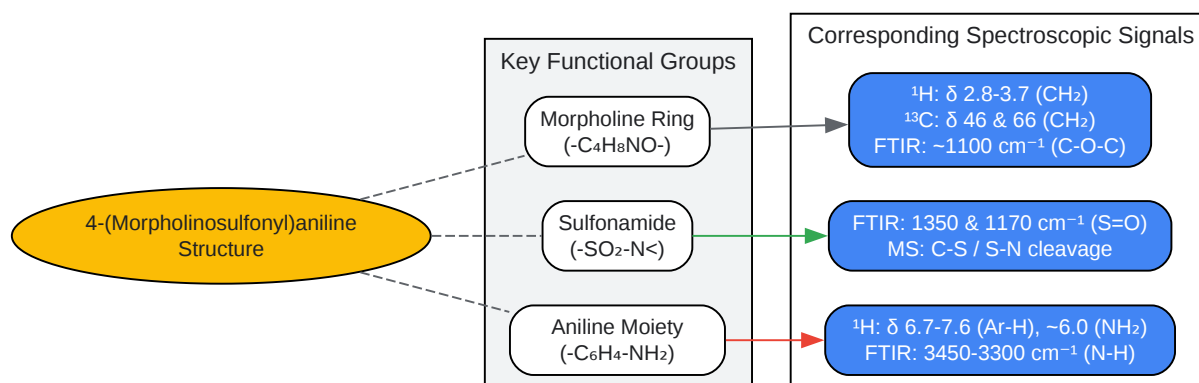 4-(Morpholinosulfonyl)aniline
Structure
Key Functional Groups
Morpholine Ring
(-C₄H₈NO-)
Sulfonamide
(-SO₂-N<)
Aniline Moiety
(-C₆H₄-NH₂)
Corresponding Spectroscopic Signals
¹H: δ 2.8-3.7 (CH₂)
¹³C: δ 46 & 66 (CH₂)
FTIR: ~1100 cm⁻¹ (C-O-C)
FTIR: 1350 & 1170 cm⁻¹ (S=O)
MS: C-S / S-N cleavage
¹H: δ 6.7-7.6 (Ar-H), ~6.0 (NH₂)
FTIR: 3450-3300 cm⁻¹ (N-H)